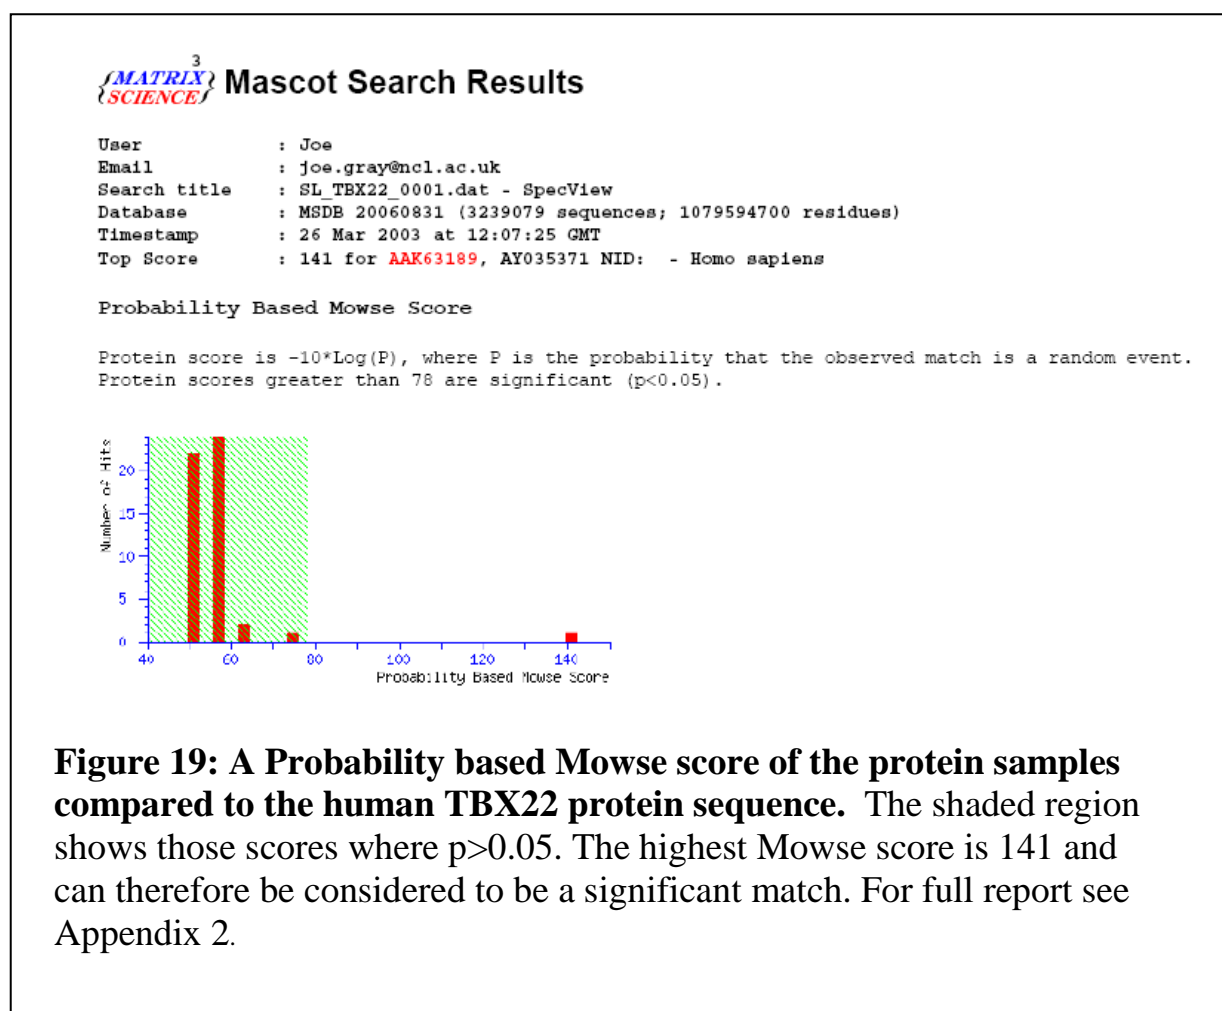 3
MATRIX
SCIENCE
Mascot Search Results
User : Joe
Email : joe.gray@ncl.ac.uk
Search title : SL_TBX22_0001.dat - SpecView
Database : MSDB 20060831 (3239079 sequences; 1079594700 residues)
Timestamp : 26 Mar 2003 at 12:07:25 GMT
Top Score : 141 for AAK63189, AY035371 NID: - Homo sapiens
Probability Based Mowse Score
Protein score is -10*Log(P), where P is the probability that the observed match is a random event.
Protein scores greater than 78 are significant (p<0.05).
Number of Hits
20
15
10
5
0
40 60 80 100 120 140
Probability Based Mowse Score
Figure 19: A Probability based Mowse score of the protein samples
compared to the human TBX22 protein sequence. The shaded region
shows those scores where p>0.05. The highest Mowse score is 141 and
can therefore be considered to be a significant match. For full report see
Appendix 2.